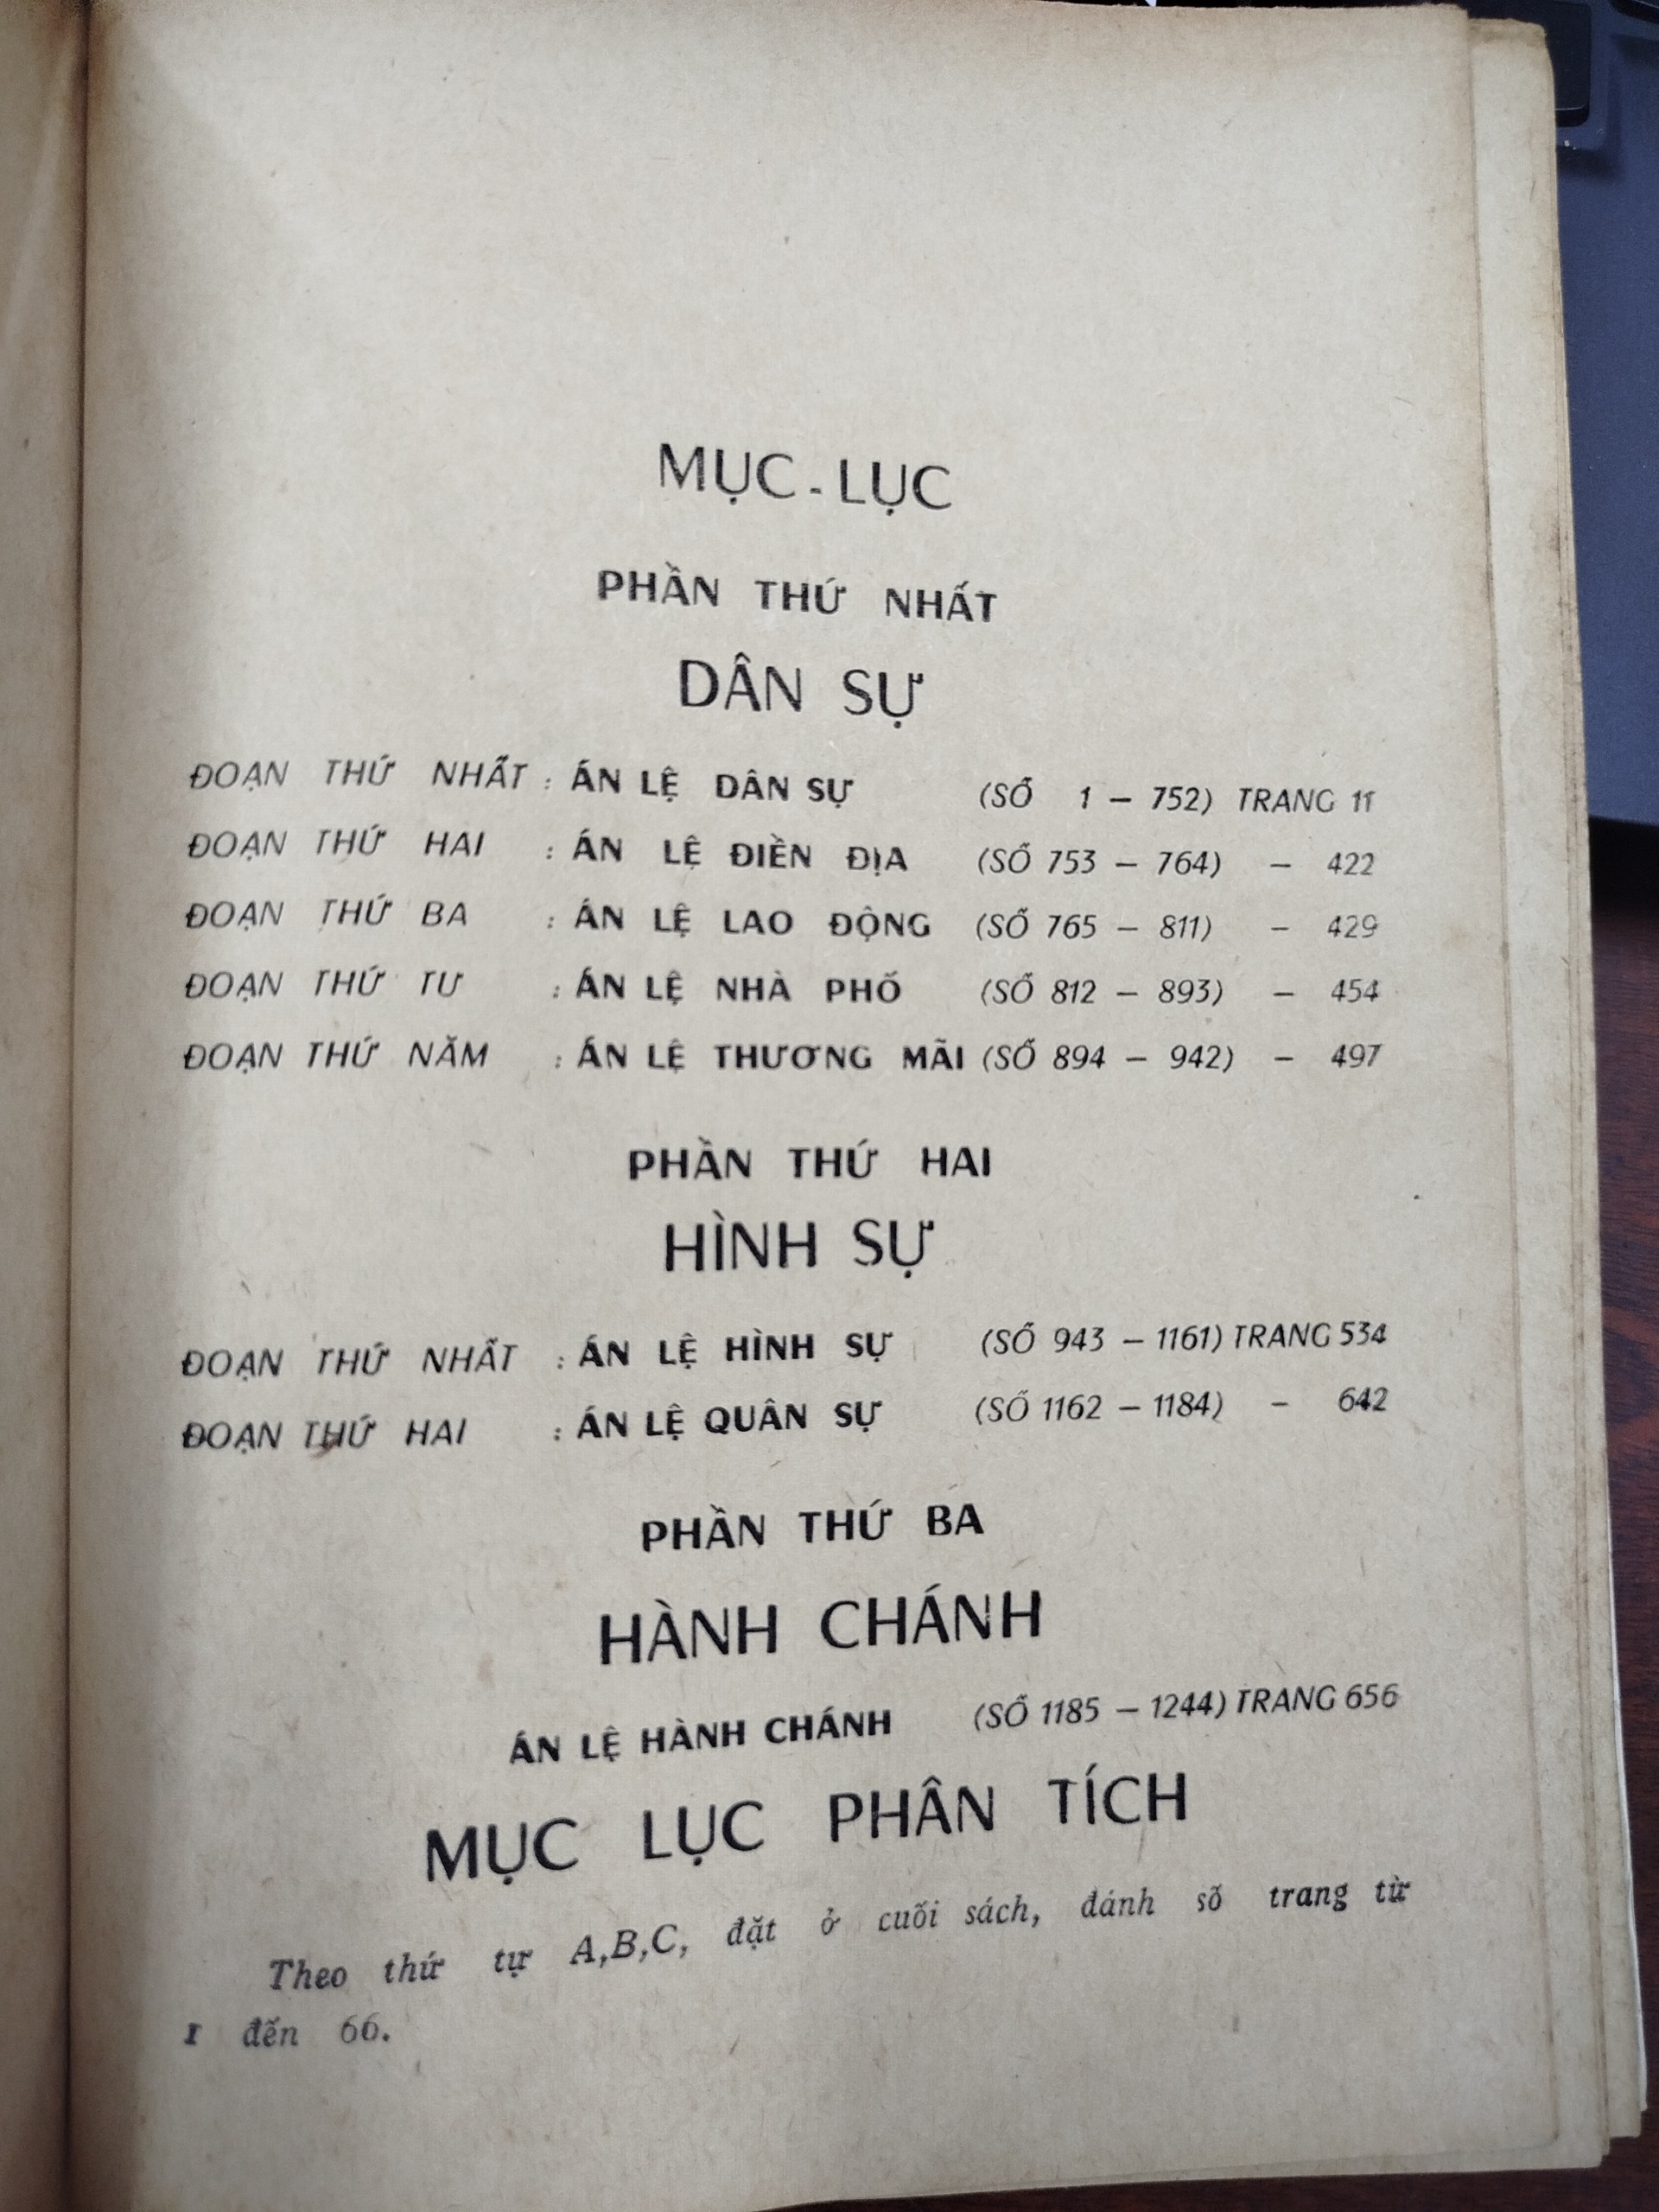 MỤC-LỤC
PHẦN THỨ NHẤT
DÂN SỰ
ĐOẠN THỨ NHẤT : ÁN LỆ DÂN SỰ (SỐ 1 — 752) TRANG 11
ĐOẠN THỨ HAI : ÁN LỆ ĐIỀN ĐỊA (SỐ 753 — 764) — 422
ĐOẠN THỨ BA : ÁN LỆ LAO ĐỘNG (SỐ 765 — 811) — 429
ĐOẠN THỨ TƯ : ÁN LỆ NHÀ PHỐ (SỐ 812 — 893) — 454
ĐOẠN THỨ NĂM : ÁN LỆ THƯƠNG MÃI (SỐ 894 — 942) — 497
PHẦN THỨ HAI
HÌNH SỰ
ĐOẠN THỨ NHẤT : ÁN LỆ HÌNH SỰ (SỐ 943 — 1161) TRANG 534
ĐOẠN THỨ HAI : ÁN LỆ QUÂN SỰ (SỐ 1162 — 1184) — 642
PHẦN THỨ BA
HÀNH CHÁNH
ÁN LỆ HÀNH CHÁNH (SỐ 1185 — 1244) TRANG 656
MỤC LỤC PHÂN TÍCH
Theo thứ tự A,B,C, đặt ở cuối sách, đánh số trang từ
I đến 66.